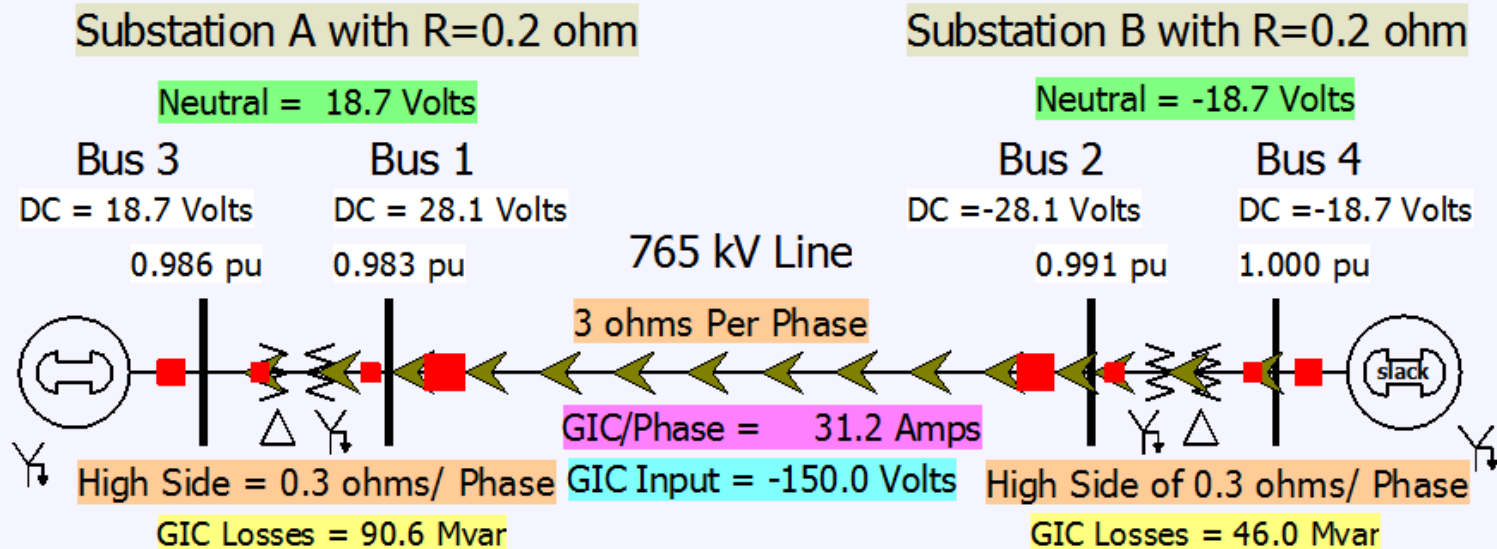 Substation A with R=0.2 ohm
Substation B with R=0.2 ohm
Neutral = 18.7 Volts
Neutral = -18.7 Volts
Bus 3
Bus 1
Bus 2
Bus 4
DC = 18.7 Volts
DC = 28.1 Volts
DC =-28.1 Volts
DC =-18.7 Volts
0.986 pu
0.983 pu
765 kV Line
0.991 pu
1.000 pu
3 ohms Per Phase
slack
GIC/Phase = 31.2 Amps
High Side = 0.3 ohms/ Phase
GIC Input = -150.0 Volts
High Side of 0.3 ohms/ Phase
GIC Losses = 90.6 Mvar
GIC Losses = 46.0 Mvar